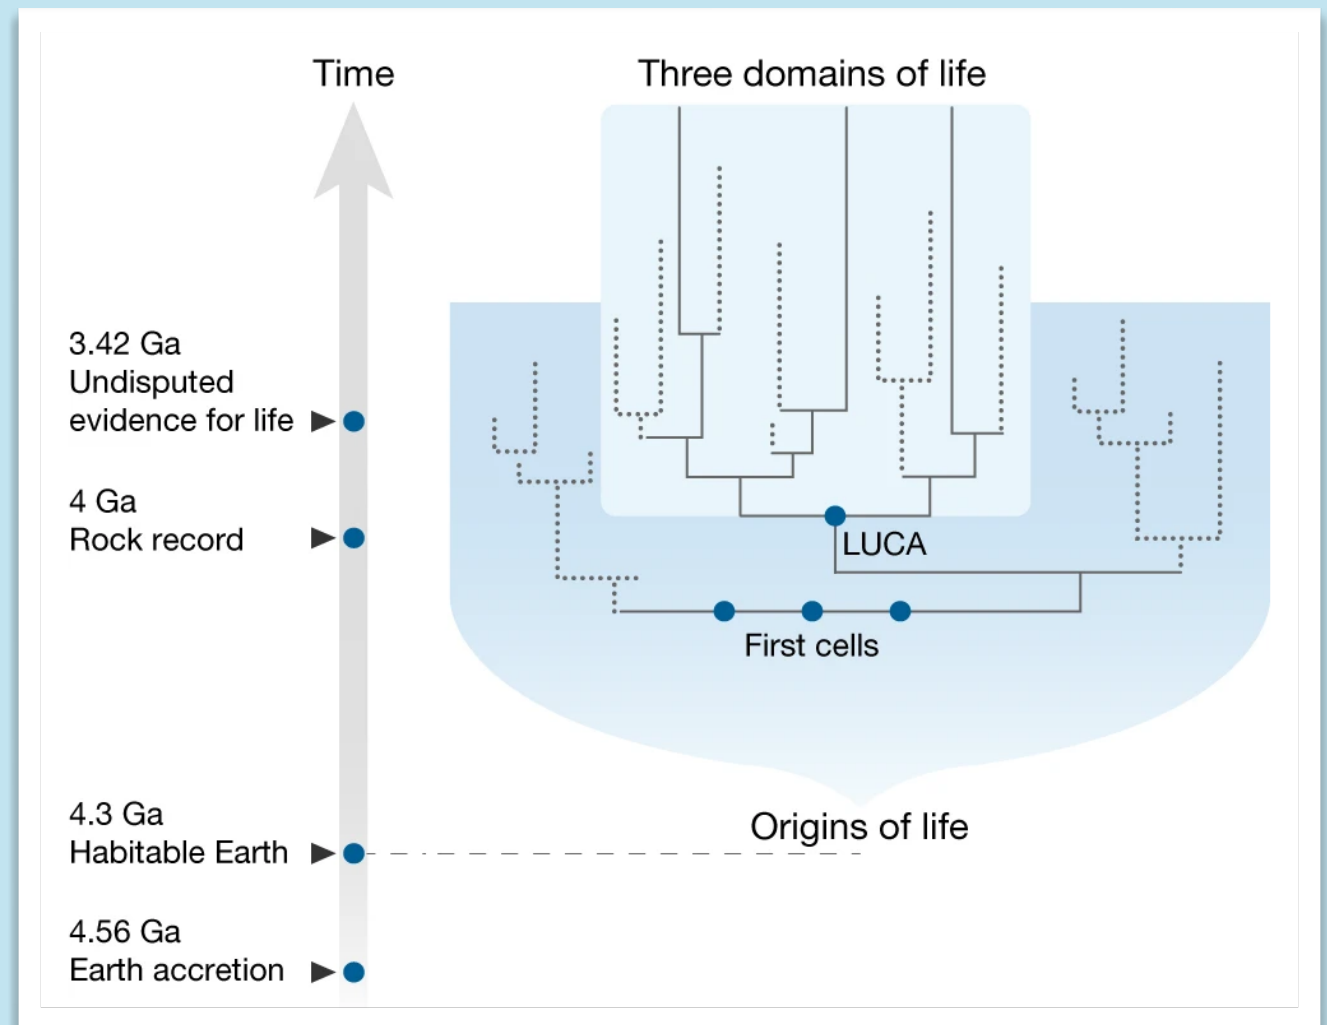 Time
Three domains of life
3.42 Ga
Undisputed
evidence for life
4 Ga
Rock record
LUCA
First cells
4.3 Ga
Habitable Earth
Origins of life
4.56 Ga
Earth accretion